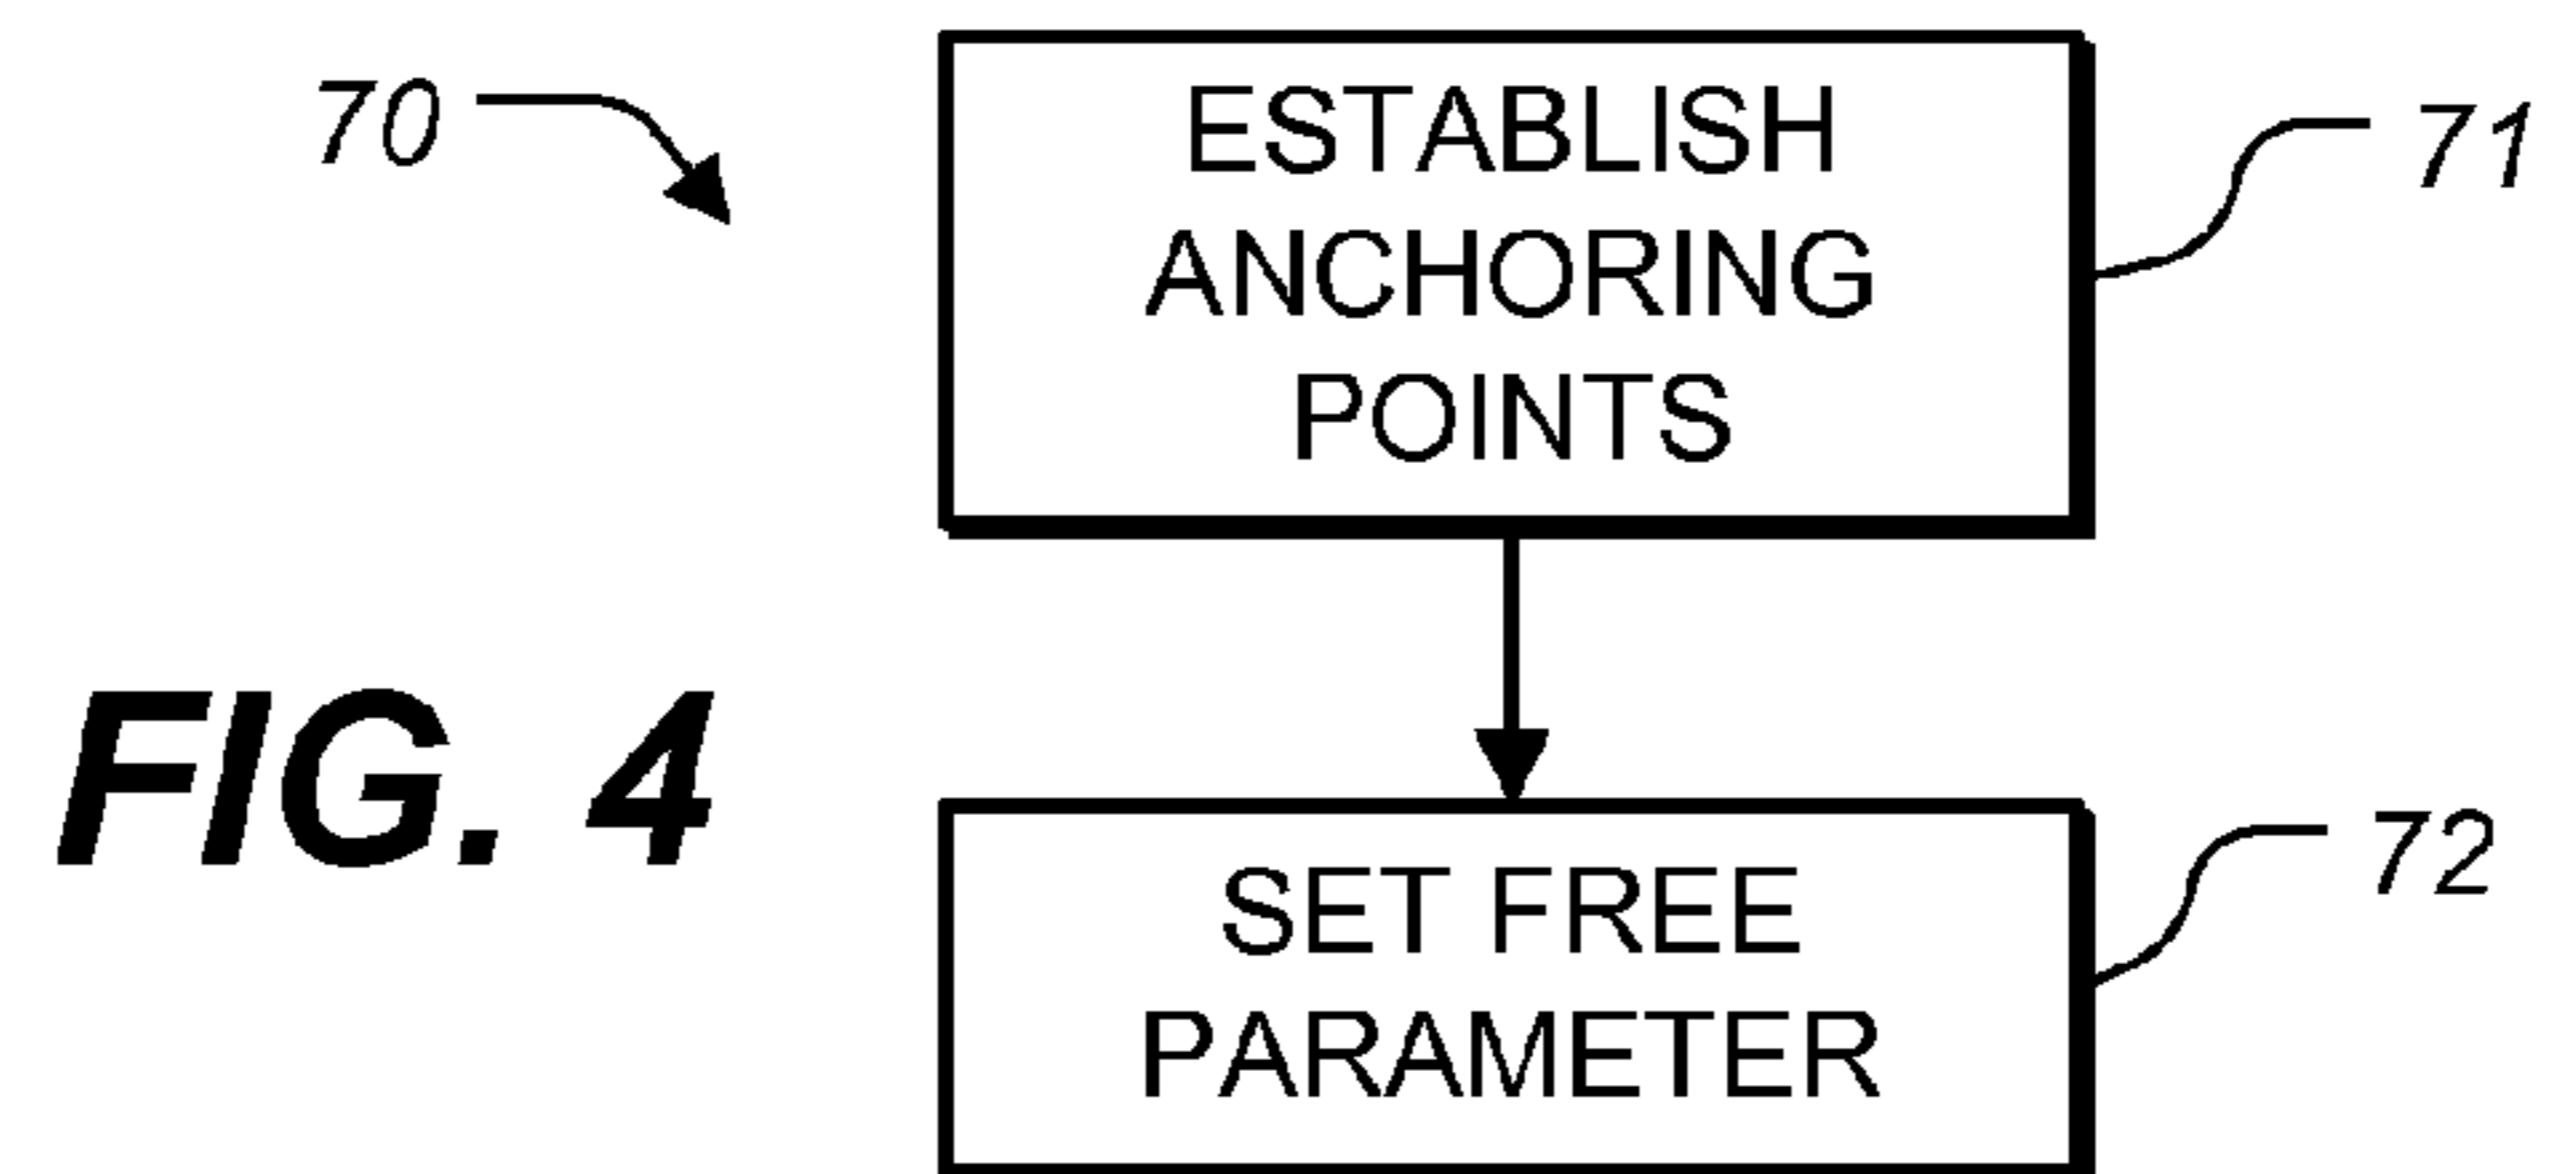 70
ESTABLISH
ANCHORING
POINTS
71
FIG. 4
SET FREE
PARAMETER
72